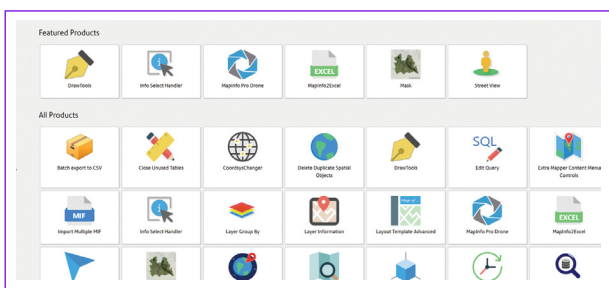 Featured Products
DrawTools
Info Select Handler
MapInfo Pro Drone
EXCEL
MapInfo2Excel
Mask
Street View
All Products
Batch export to CSV
Close Unused Tables
CoordsysChanger
Delete Duplicate Spatial
Objects
DrawTools
SQL
Edit Query
Extra Mapper Content Menu
Controls
MIF
Import Multiple MIF
Info Select Handler
Layer Group By
Layer Information
Layout Template Advanced
MapInfo Pro Drone
EXCEL
MapInfo2Excel